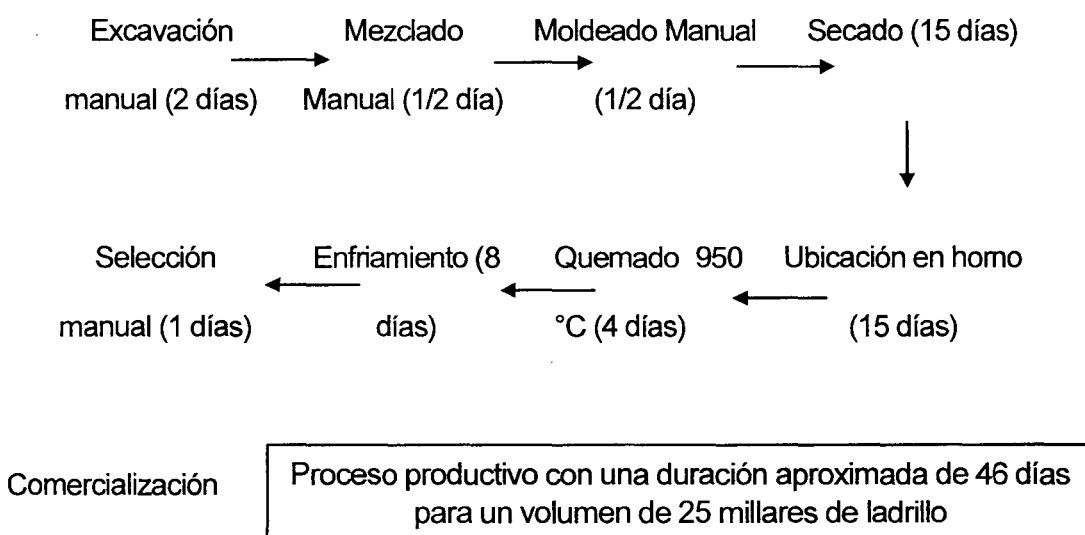 Excavación Mezclado Moldeado Manual Secado (15 días)
manual (2 días) Manual (1/2 día) (1/2 día)
Selección Enfriamiento (8 Quemado 950 Ubicación en horno
manual (1 días) días) °C (4 días) (15 días)
Comercialización
Proceso productivo con una duración aproximada de 46 días
para un volumen de 25 millares de ladrillo